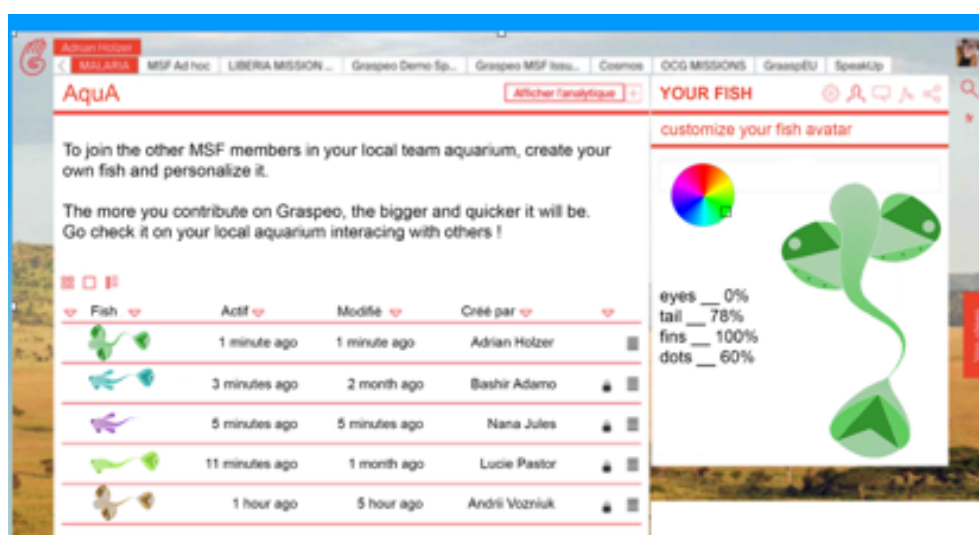 Adrian Holzer
MALARIA MSF Ad hoc LIBERIA MISSION ... Graspeo Demo Sp... Graspeo MSF Issu... Cosmos OCG MISSIONS GraaspEU SpeakUp
AquA
Afficher l'analytique +
YOUR FISH
customize your fish avatar
To join the other MSF members in your local team aquarium, create your
own fish and personalize it.
The more you contribute on Graspeo, the bigger and quicker it will be.
Go check it on your local aquarium interacing with others !
Fish Actif Modifié Créé par
1 minute ago 1 minute ago Adrian Holzer
3 minutes ago 2 month ago Bashir Adamo
5 minutes ago 5 minutes ago Nana Jules
11 minutes ago 1 month ago Lucie Pastor
1 hour ago 5 hour ago Andrii Vozniuk
eyes __ 0%
tail __ 78%
fins __ 100%
dots __ 60%
fr